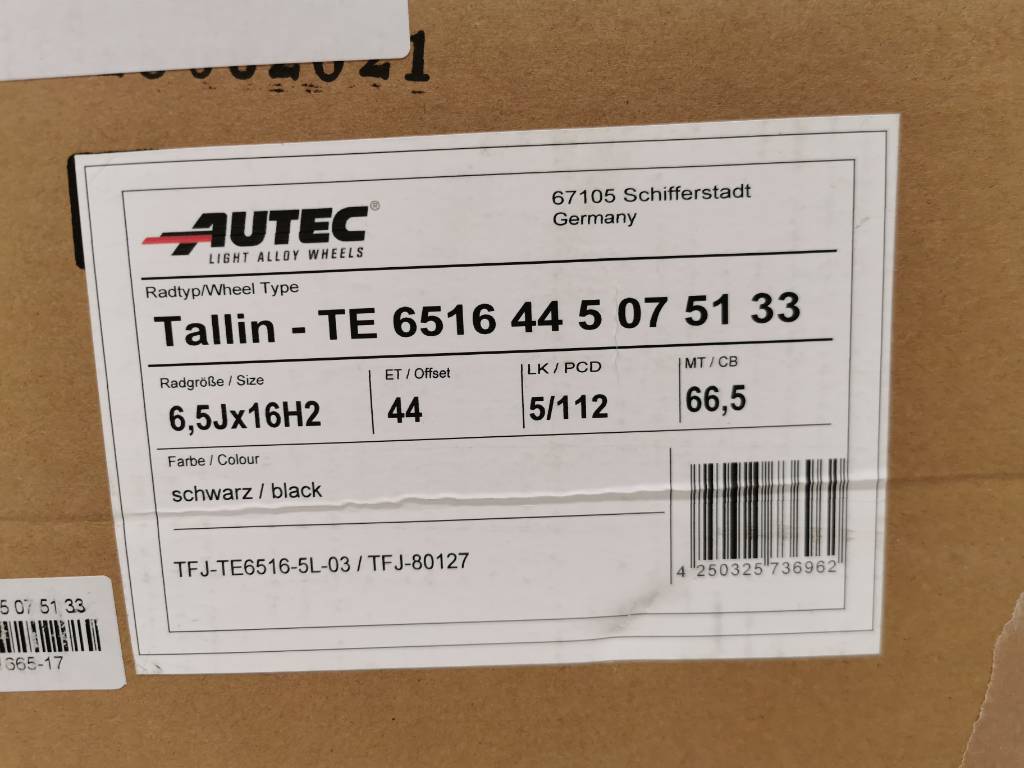 AUTEC®
LIGHT ALLOY WHEELS
67105 Schifferstadt
Germany
Radtyp/Wheel Type
Tallin - TE 6516 44 5 07 51 33
Radgröße / Size
6,5Jx16H2
ET / Offset
44
LK / PCD
5/112
MT / CB
66,5
Farbe / Colour
schwarz / black
TFJ-TE6516-5L-03 / TFJ-80127
4 250325 736962
5 07 51 33
G65-17